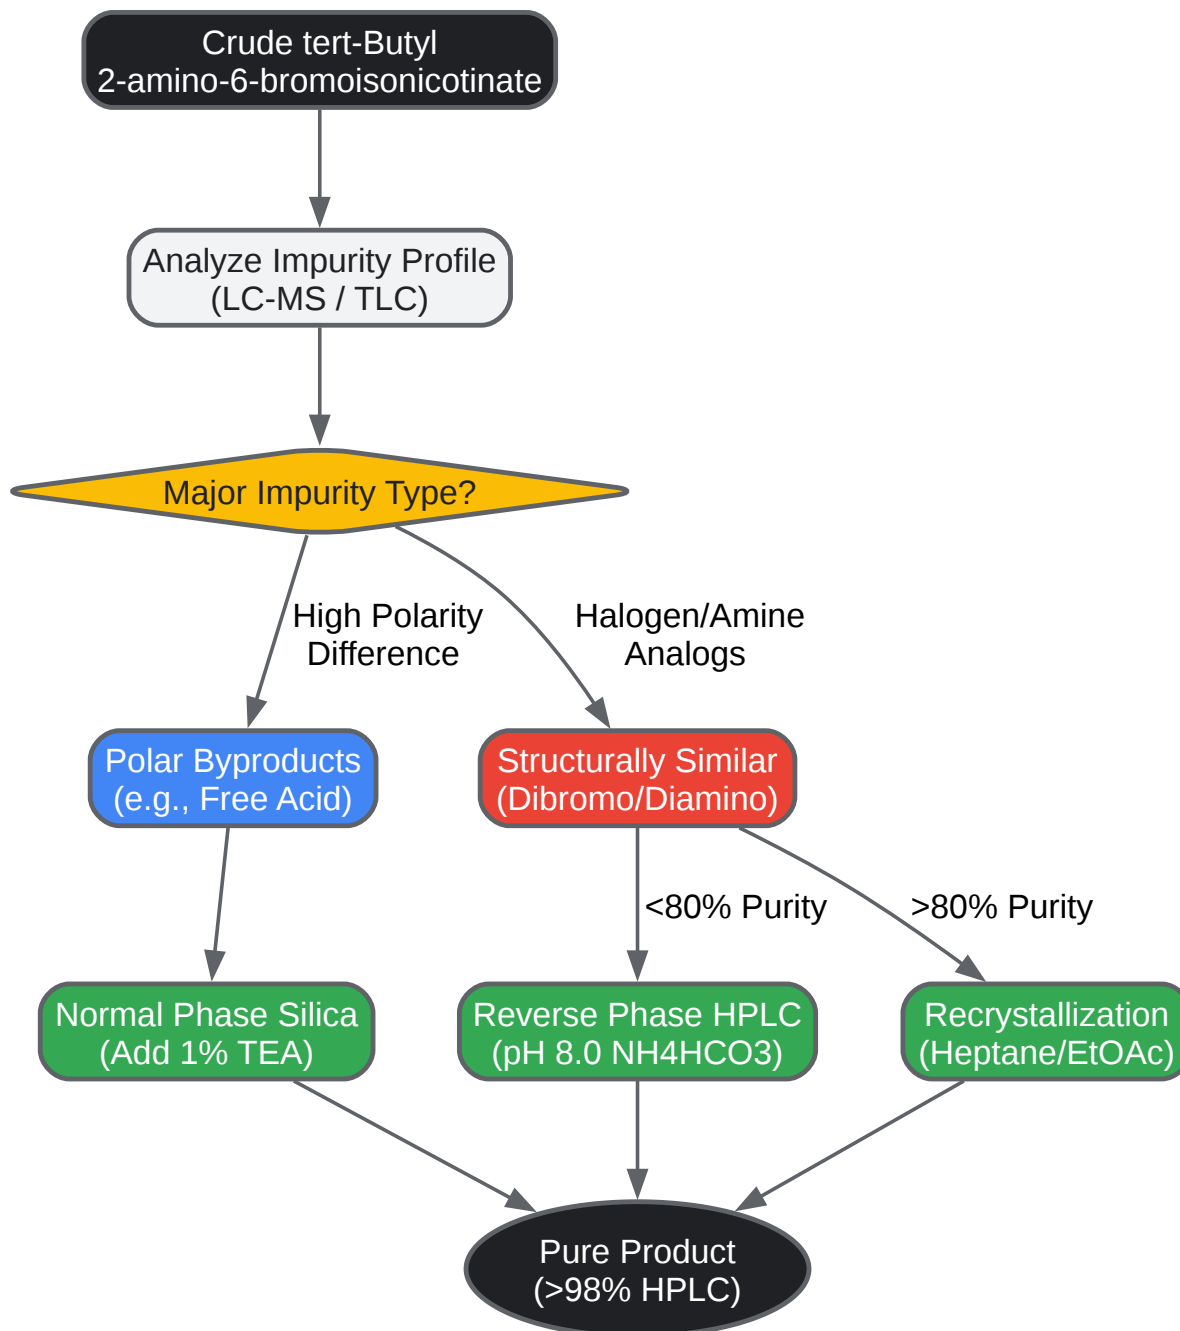 Crude tert-Butyl
2-amino-6-bromoisonicotinate
Analyze Impurity Profile
(LC-MS / TLC)
Major Impurity Type?
High Polarity
Difference
Halogen/Amine
Analogs
Polar Byproducts
(e.g., Free Acid)
Structurally Similar
(Dibromo/Diamino)
<80% Purity
>80% Purity
Normal Phase Silica
(Add 1% TEA)
Reverse Phase HPLC
(pH 8.0 NH4HCO3)
Recrystallization
(Heptane/EtOAc)
Pure Product
(>98% HPLC)